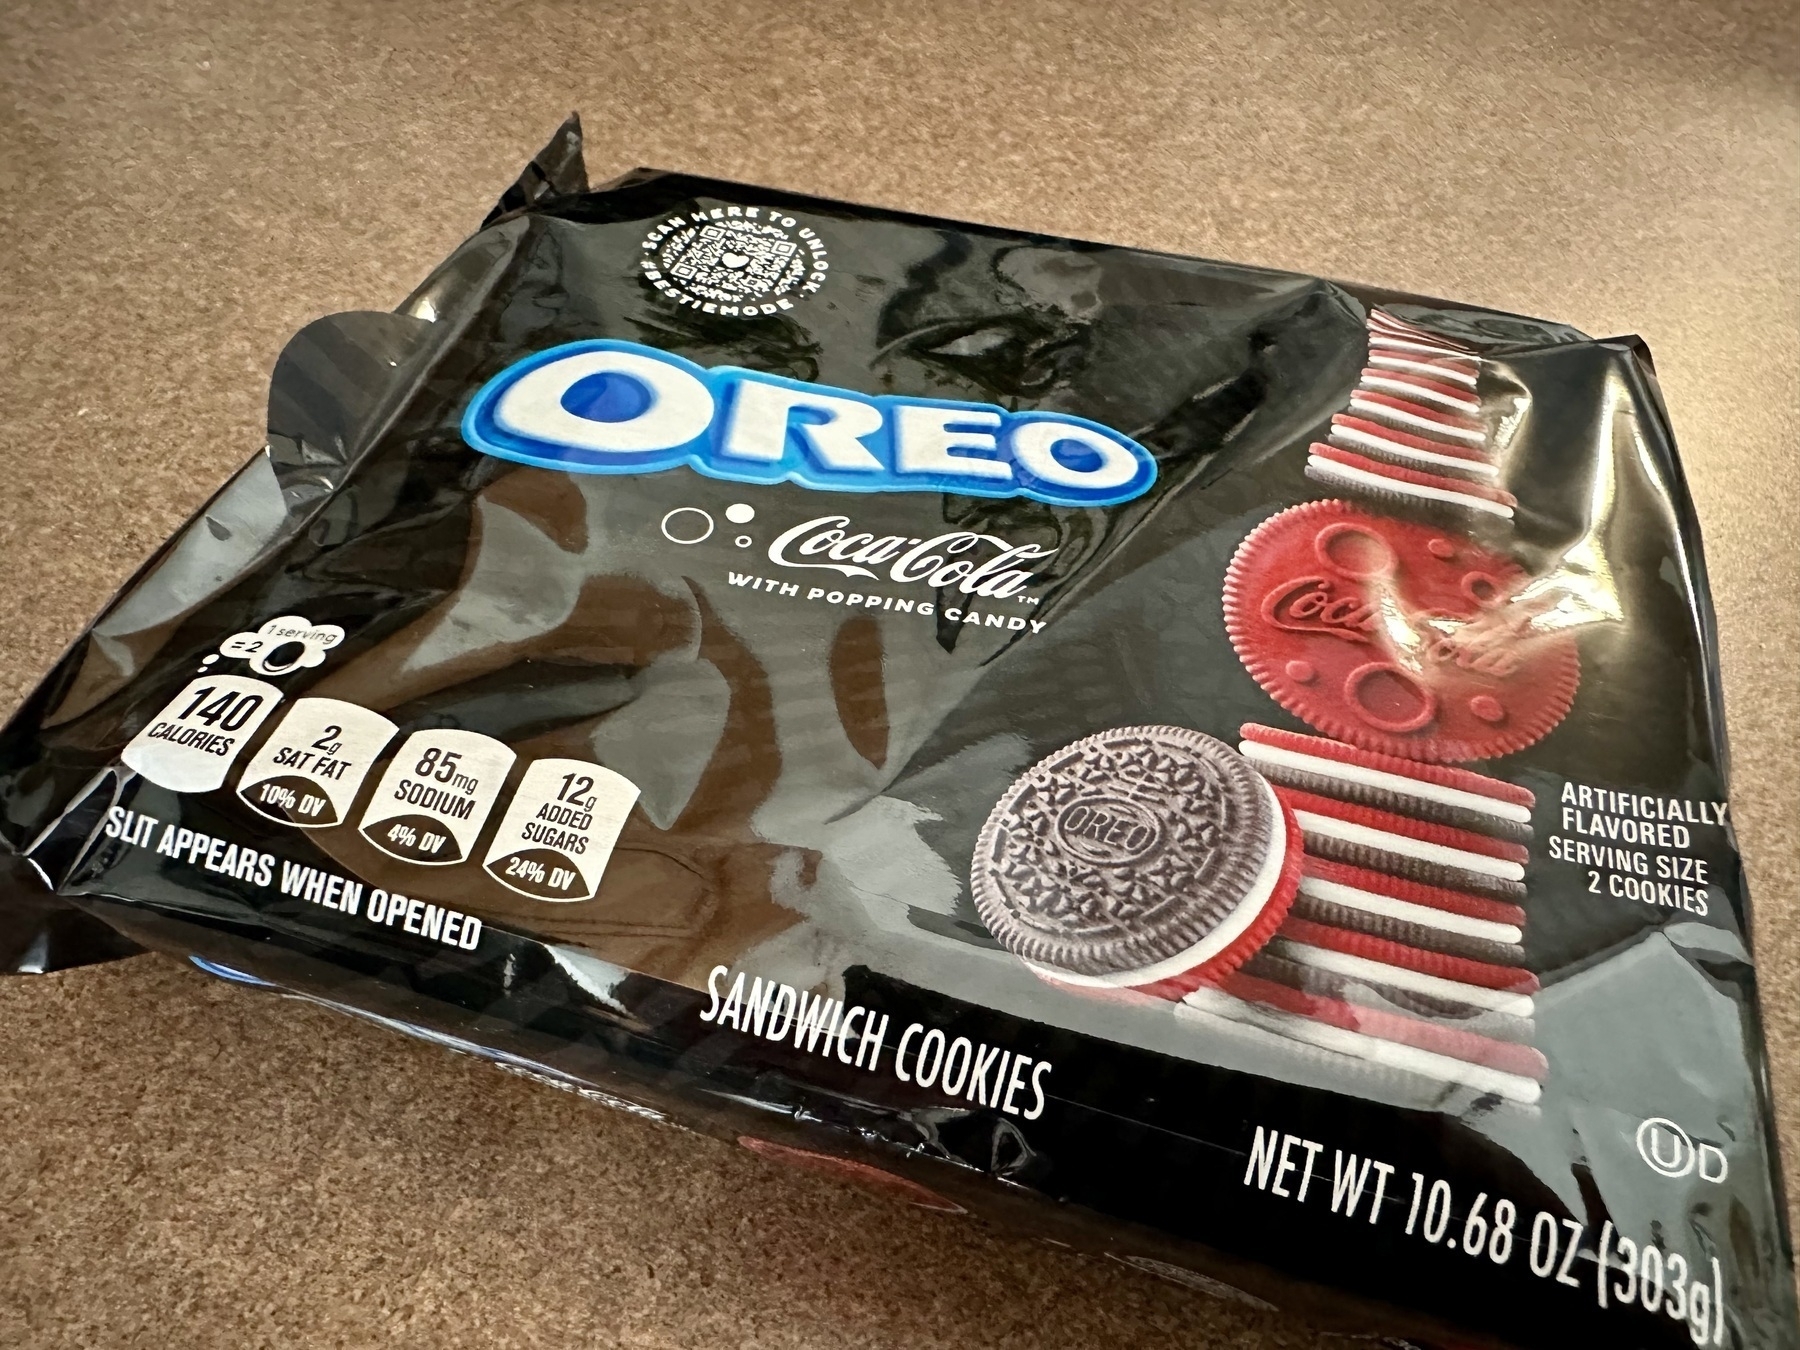 SCAN HERE TO UNLOCK
#BESTIEMODE
OREO
Coca-Cola™
WITH POPPING CANDY
1 serving
= 2
140
CALORIES
2g
SAT FAT
10% DV
85mg
SODIUM
4% DV
12g
ADDED
SUGARS
24% DV
SLIT APPEARS WHEN OPENED
Coca-Cola
OREO
ARTIFICIALLY
FLAVORED
SERVING SIZE
2 COOKIES
SANDWICH COOKIES
U D
NET WT 10.68 OZ (303g)